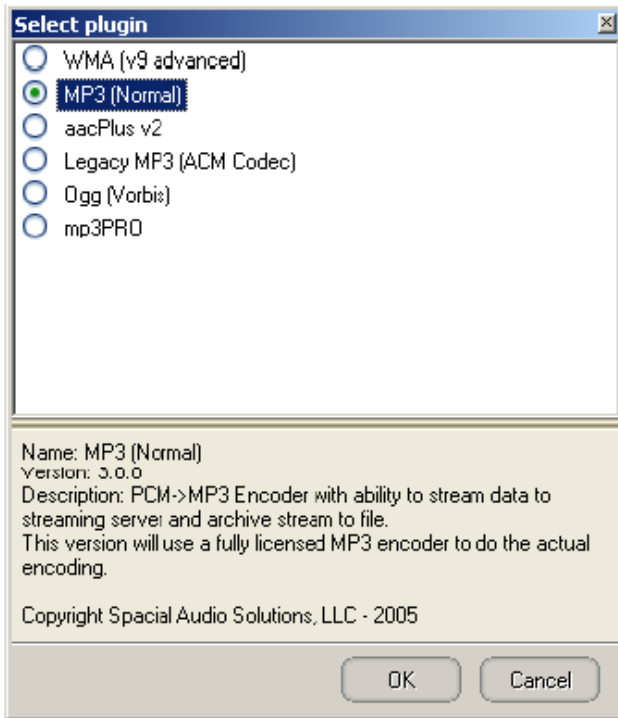 Select plugin
WMA (v9 advanced)
MP3 (Normal)
aacPlus v2
Legacy MP3 (ACM Codec)
Ogg (Vorbis)
mp3PRO
Name: MP3 (Normal)
Version: 3.0.0
Description: PCM->MP3 Encoder with ability to stream data to
streaming server and archive stream to file.
This version will use a fully licensed MP3 encoder to do the actual
encoding.
Copyright Spacial Audio Solutions, LLC - 2005
OK
Cancel